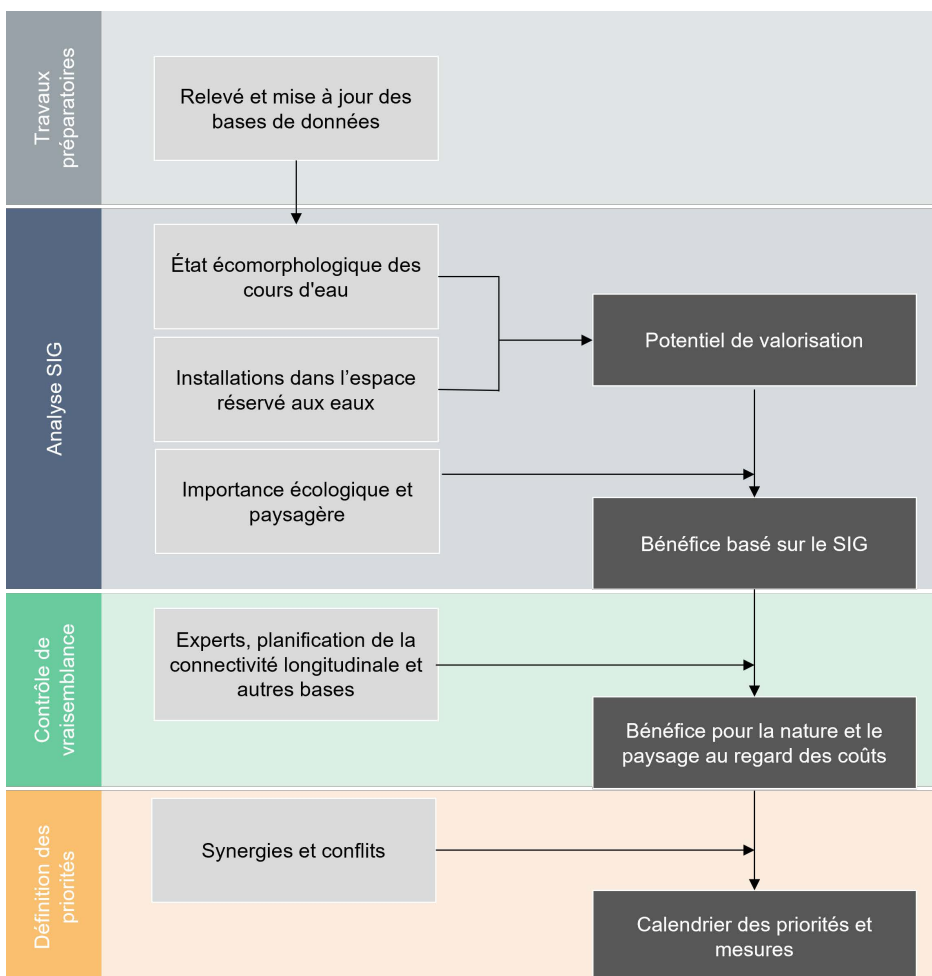 Travaux
préparatoires
Relevé et mise à jour des
bases de données
Analyse SIG
État écomorphologique des
cours d'eau
Potentiel de valorisation
Installations dans l’espace
réservé aux eaux
Importance écologique et
paysagère
Bénéfice basé sur le SIG
Contrôle de
vraisemblance
Experts, planification de la
connectivité longitudinale et
autres bases
Bénéfice pour la nature et le
paysage au regard des coûts
Définition des
priorités
Synergies et conflits
Calendrier des priorités et
mesures